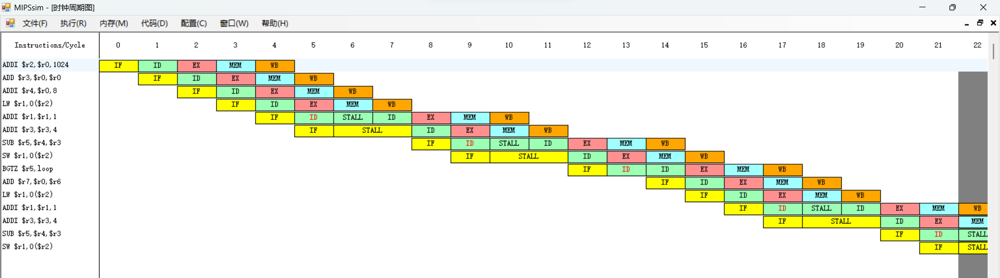 MIPSsim - [时钟周期图]
文件(F) 执行(R) 内存(M) 代码(D) 配置(C) 窗口(W) 帮助(H)
Instructions/Cycle 0 1 2 3 4 5 6 7 8 9 10 11 12 13 14 15 16 17 18 19 20 21 22
ADDI $r2,$r0,1024 IF ID EX MEM WB
ADD $r3,$r0,$r0 IF ID EX MEM WB
ADDI $r4,$r0,8 IF ID EX MEM WB
LW $r1,0($r2) IF ID EX MEM WB
ADDI $r1,$r1,1 IF ID STALL ID EX MEM WB
ADDI $r3,$r3,4 IF STALL ID EX MEM WB
SUB $r5,$r4,$r3 IF ID STALL ID EX MEM WB
SW $r1,0($r2) IF STALL ID EX MEM WB
BGTZ $r5,loop IF ID ID EX MEM WB
ADD $r7,$r0,$r6 IF ID EX MEM WB
LW $r1,0($r2) IF ID EX MEM WB
ADDI $r1,$r1,1 IF ID STALL ID EX MEM WB
ADDI $r3,$r3,4 IF STALL ID EX MEM
SUB $r5,$r4,$r3 IF ID STALL
SW $r1,0($r2) IF STALL